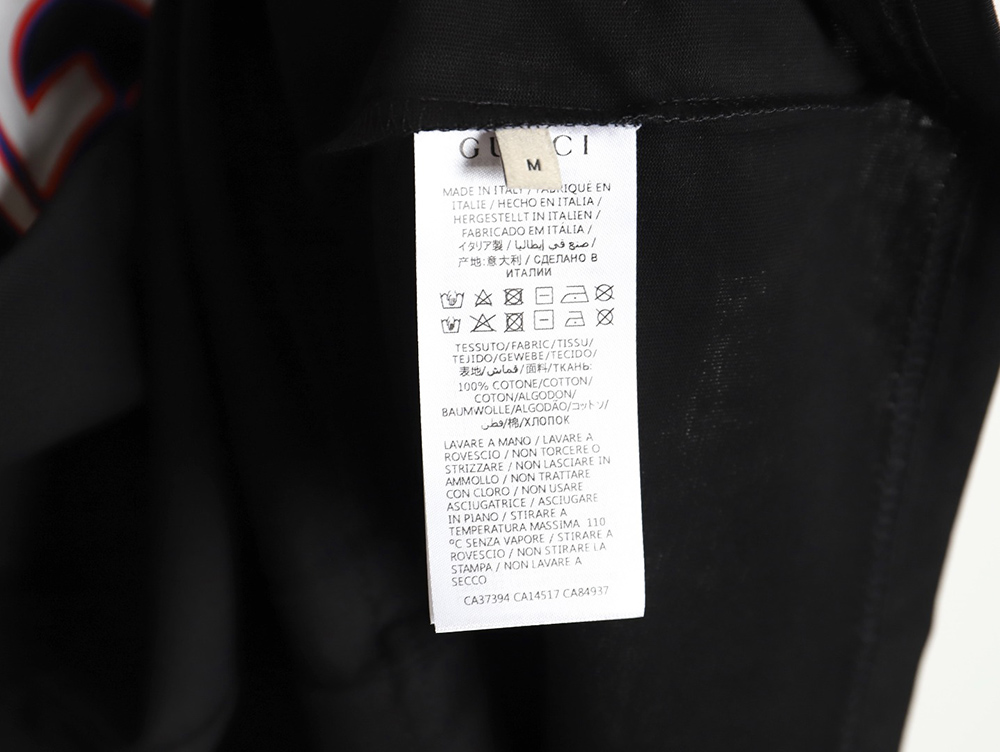 GUCCI
M
MADE IN ITALY / FABRIQUÉ EN
ITALIE / HECHO EN ITALIA /
HERGESTELLT IN ITALIEN /
FABRICADO EM ITÁLIA /
イタリア製 / صنع في إيطاليا /
产地:意大利 / СДЕЛАНО В
ИТАЛИИ
TESSUTO/FABRIC/TISSU/
TEJIDO/GEWEBE/TECIDO/
表地/قماش/面料/ТКАНЬ:
100% COTONE/COTTON/
COTON/ALGODON/
BAUMWOLLE/ALGODÃO/コットン/
قطن/棉/ХЛОПОК
LAVARE A MANO / LAVARE A
ROVESCIO / NON TORCERE O
STRIZZARE / NON LASCIARE IN
AMMOLLO / NON TRATTARE
CON CLORO / NON USARE
ASCIUGATRICE / ASCIUGARE
IN PIANO / STIRARE A
TEMPERATURA MASSIMA 110
°C SENZA VAPORE / STIRARE A
ROVESCIO / NON STIRARE LA
STAMPA / NON LAVARE A
SECCO
CA37394 CA14517 CA84937